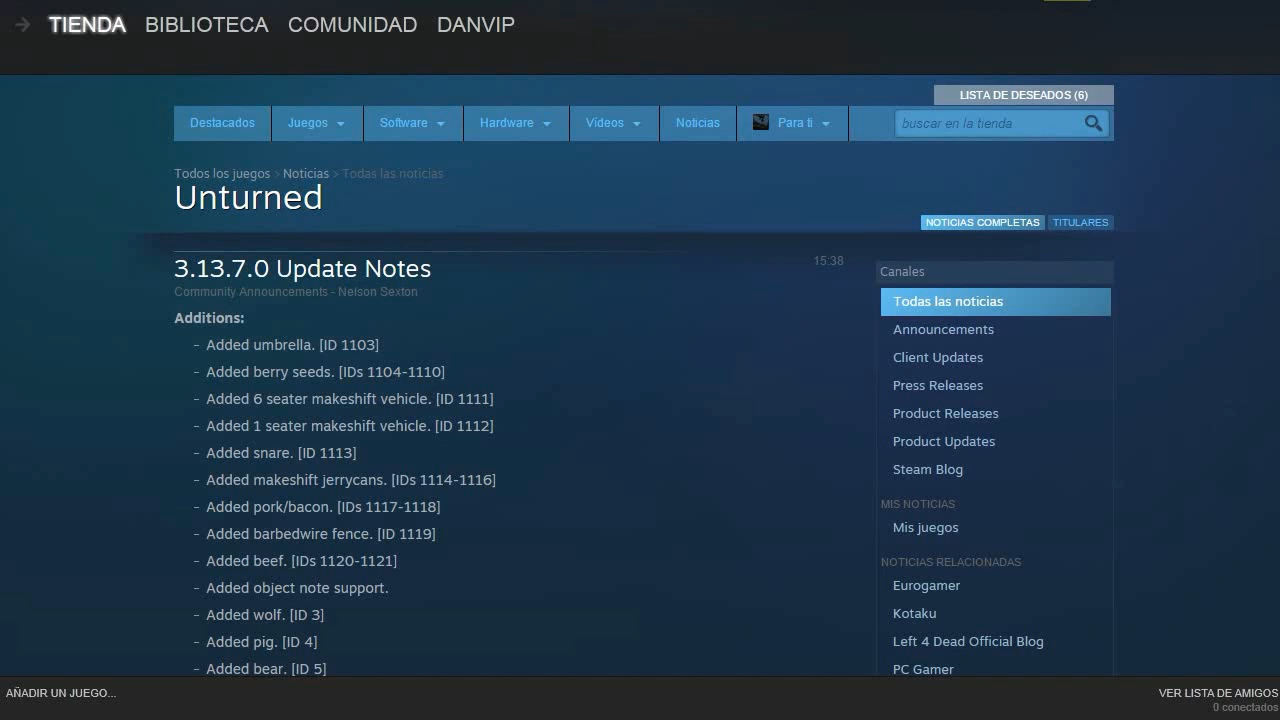 TIENDA BIBLIOTECA COMUNIDAD DANVIP
LISTA DE DESEADOS (6)
Destacados Juegos Software Hardware Vídeos Noticias Para ti buscar en la tienda
Todos los juegos > Noticias > Todas las noticias
Unturned
NOTICIAS COMPLETAS TITULARES
3.13.7.0 Update Notes
15:38
Community Announcements - Nelson Sexton
Additions:
- Added umbrella. [ID 1103]
- Added berry seeds. [IDs 1104-1110]
- Added 6 seater makeshift vehicle. [ID 1111]
- Added 1 seater makeshift vehicle. [ID 1112]
- Added snare. [ID 1113]
- Added makeshift jerrycans. [IDs 1114-1116]
- Added pork/bacon. [IDs 1117-1118]
- Added barbedwire fence. [ID 1119]
- Added beef. [IDs 1120-1121]
- Added object note support.
- Added wolf. [ID 3]
- Added pig. [ID 4]
- Added bear. [ID 5]
Canales
Todas las noticias
Announcements
Client Updates
Press Releases
Product Releases
Product Updates
Steam Blog
MIS NOTICIAS
Mis juegos
NOTICIAS RELACIONADAS
Eurogamer
Kotaku
Left 4 Dead Official Blog
PC Gamer
AÑADIR UN JUEGO...
VER LISTA DE AMIGOS
0 conectados